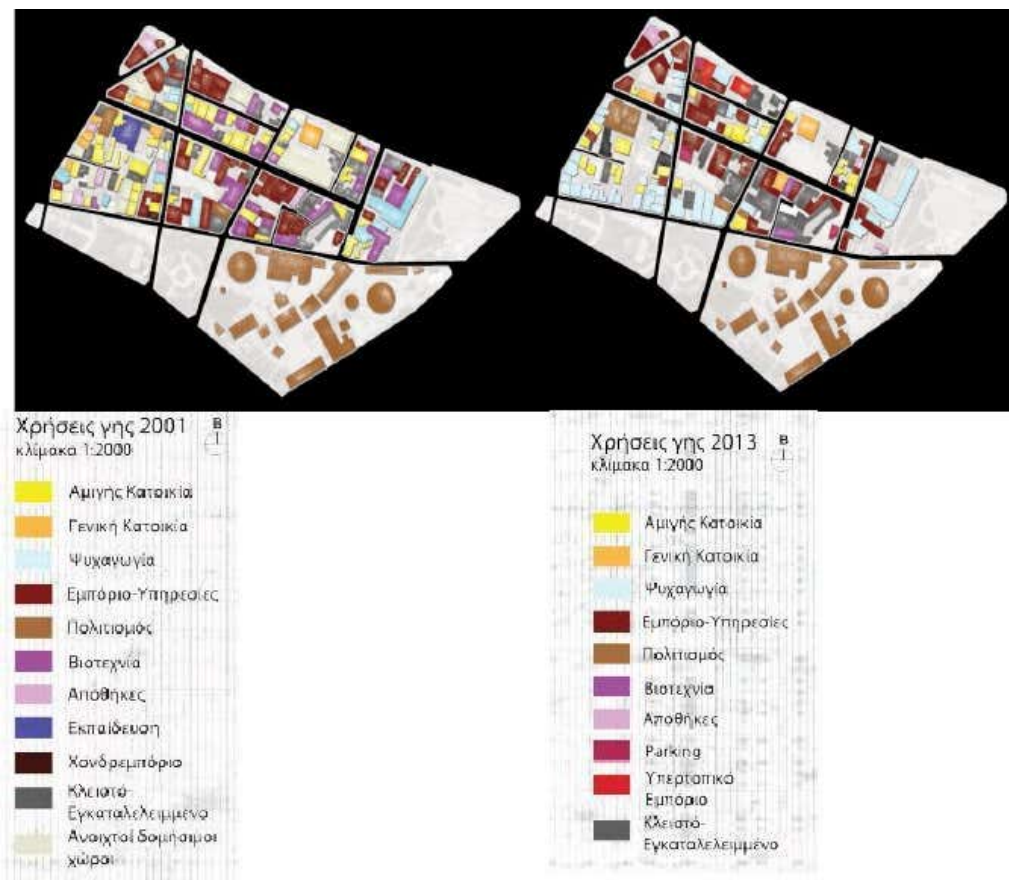 Χρήσεις γης 2001
Β
κλίμακα 1:2000
Αμιγής Κατοικία
Γενική Κατοικία
Ψυχαγωγία
Εμπόριο-Υπηρεσίες
Πολιτισμός
Βιοτεχνία
Αποθήκες
Εκπαίδευση
Χονδρεμπόριο
Κλειστό-
Εγκαταλελειμμένο
Ανοιχτοί δομήσιμοι
χώροι
Χρήσεις γης 2013
Β
κλίμακα 1:2000
Αμιγής Κατοικία
Γενική Κατοικία
Ψυχαγωγία
Εμπόριο-Υπηρεσίες
Πολιτισμός
Βιοτεχνία
Αποθήκες
Parking
Υπερτοπικό
Εμπόριο
Κλειστό-
Εγκαταλελειμμένο